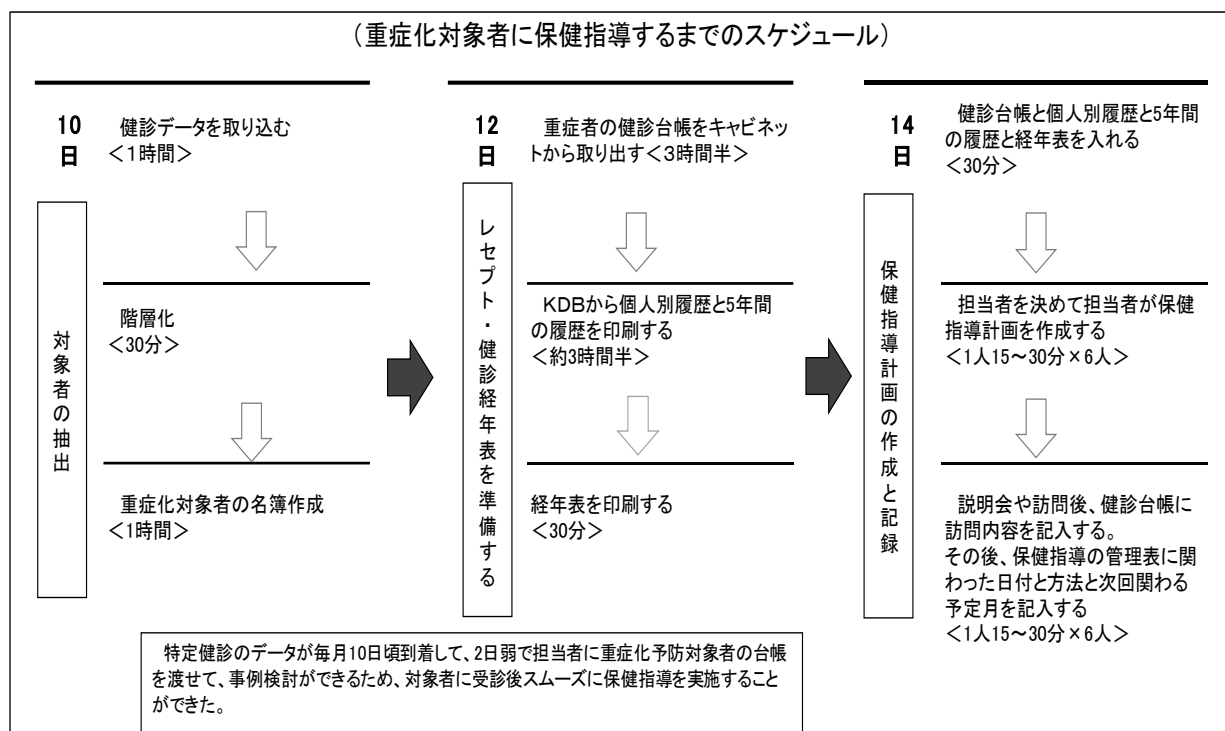 (重症化対象者に保健指導するまでのスケジュール)
10日
健診データを取り込む
<1時間>
対象者の抽出
階層化
<30分>
重症化対象者の名簿作成
<1時間>
12日
重症者の健診台帳をキャビネッ
トから取り出す<3時間半>
レセプト・健診経年表を準備する
KDBから個人別履歴と5年間
の履歴を印刷する
<約3時間半>
経年表を印刷する
<30分>
14日
健診台帳と個人別履歴と5年間
の履歴と経年表を入れる
<30分>
保健指導計画の作成と記録
担当者を決めて担当者が保健
指導計画を作成する
<1人15~30分×6人>
説明会や訪問後、健診台帳に
訪問内容を記入する。
その後、保健指導の管理表に関
わった日付と方法と次回関わる
予定月を記入する
<1人15~30分×6人>
特定健診のデータが毎月10日頃到着して、2日弱で担当者に重症化予防対象者の台帳
を渡せて、事例検討ができるため、対象者に受診後スムーズに保健指導を実施すること
ができた。